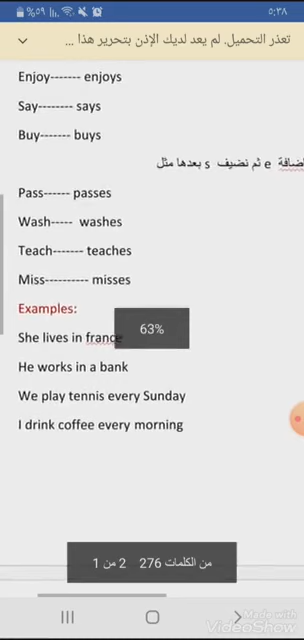 %٥٩ ٥:٣٨
تعذر التحميل. لم يعد لديك الإذن بتحرير هذا ...
Enjoy------- enjoys
Say-------- says
Buy------- buys
ضافة e ثم نضيف s بعدها مثل
Pass------ passes
Wash----- washes
Teach------- teaches
Miss---------- misses
Examples:
She lives in france
63%
He works in a bank
We play tennis every Sunday
I drink coffee every morning
من الكلمات 276 2 من 1
Made with
VideoShow